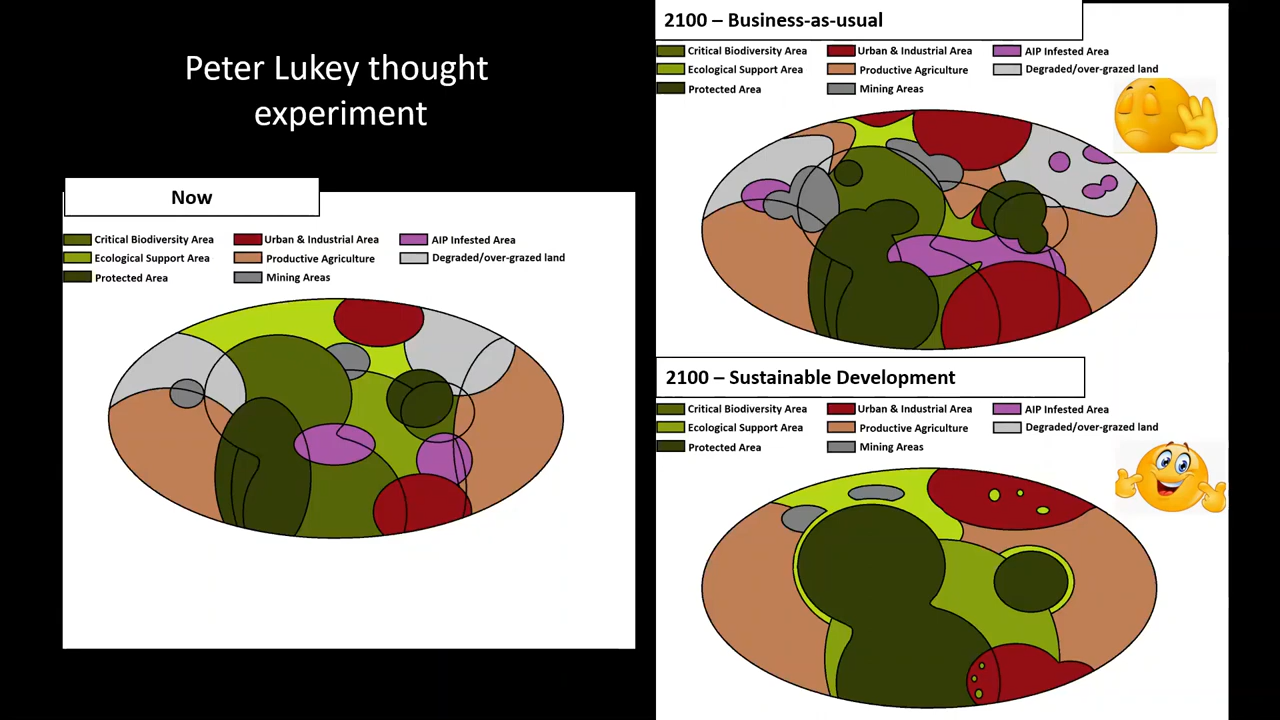 Peter Lukey thought
experiment
Now
Critical Biodiversity Area Urban & Industrial Area AIP Infested Area
Ecological Support Area Productive Agriculture Degraded/over-grazed land
Protected Area Mining Areas
2100 – Business-as-usual
Critical Biodiversity Area Urban & Industrial Area AIP Infested Area
Ecological Support Area Productive Agriculture Degraded/over-grazed land
Protected Area Mining Areas
2100 – Sustainable Development
Critical Biodiversity Area Urban & Industrial Area AIP Infested Area
Ecological Support Area Productive Agriculture Degraded/over-grazed land
Protected Area Mining Areas